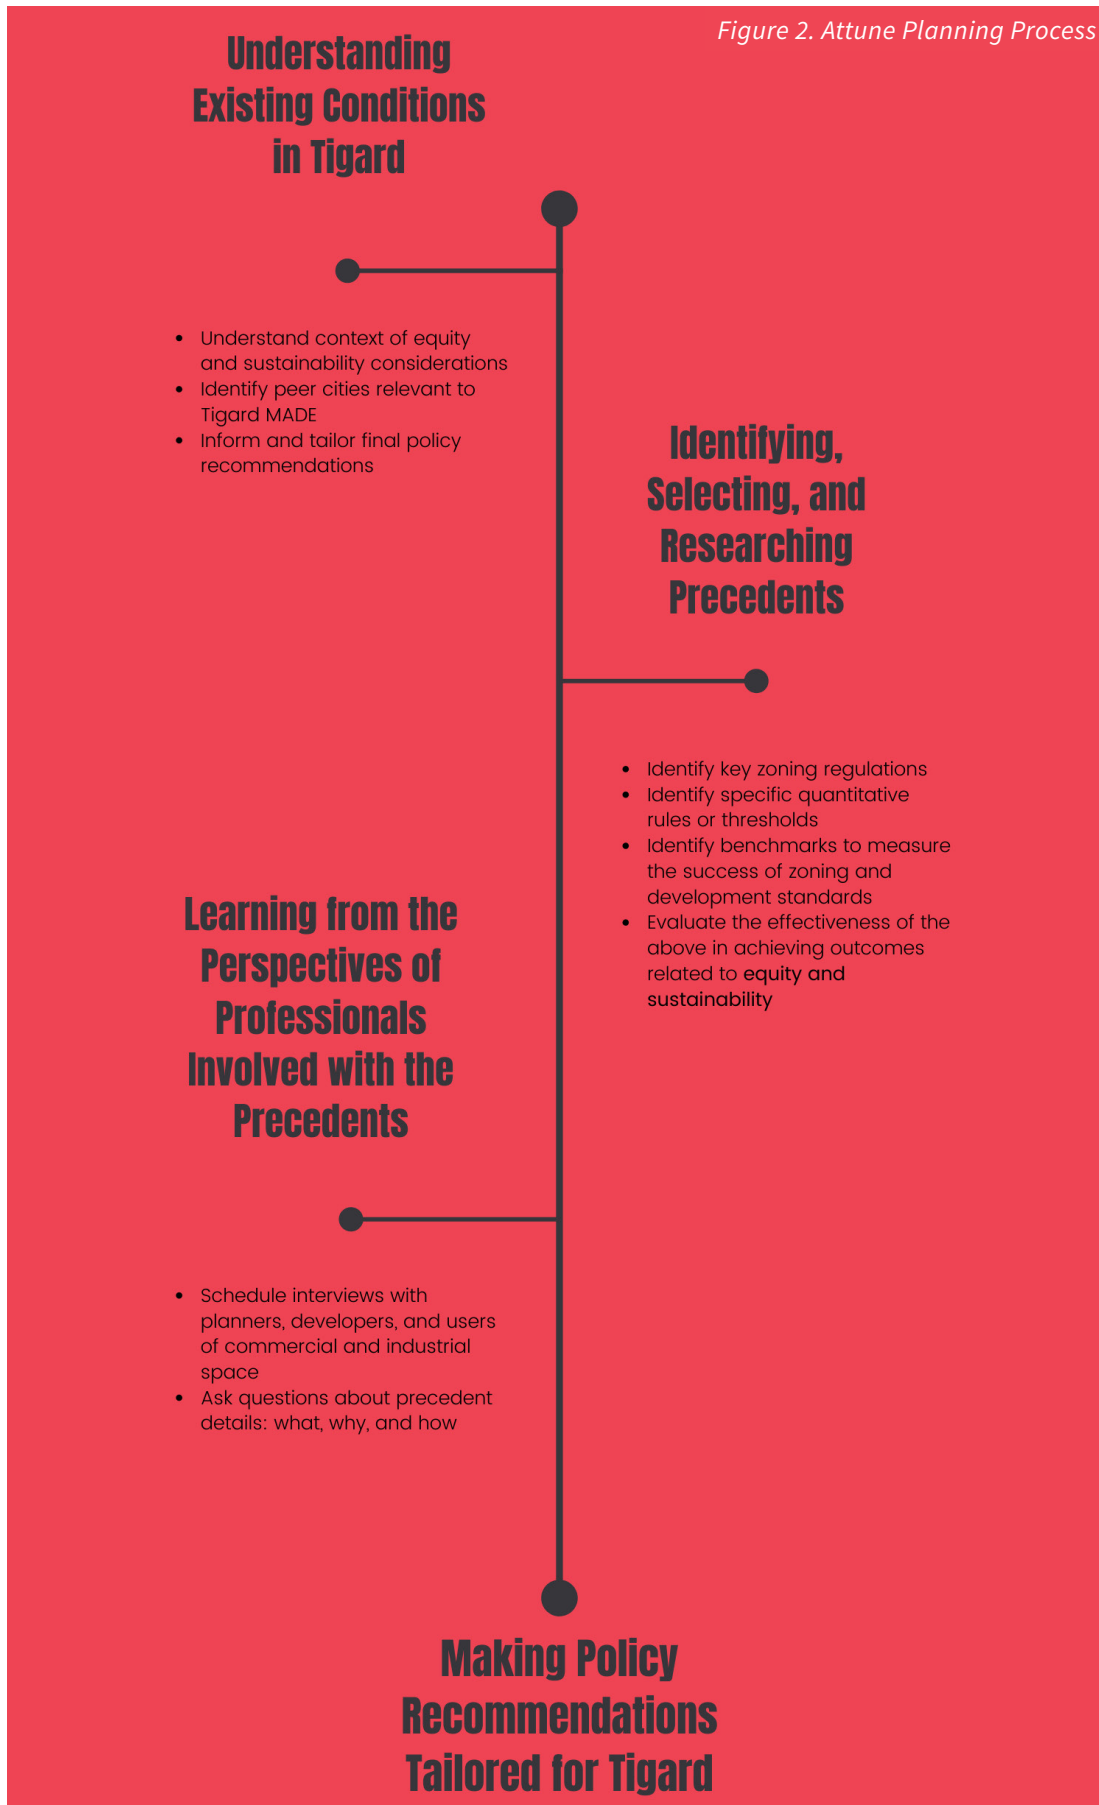 Figure 2. Attune Planning Process
Understanding
Existing Conditions
in Tigard
• Understand context of equity
and sustainability considerations
• Identify peer cities relevant to
Tigard MADE
• Inform and tailor final policy
recommendations
Identifying,
Selecting, and
Researching
Precedents
• Identify key zoning regulations
• Identify specific quantitative
rules or thresholds
• Identify benchmarks to measure
the success of zoning and
development standards
• Evaluate the effectiveness of the
above in achieving outcomes
related to equity and
sustainability
Learning from the
Perspectives of
Professionals
Involved with the
Precedents
• Schedule interviews with
planners, developers, and users
of commercial and industrial
space
• Ask questions about precedent
details: what, why, and how
Making Policy
Recommendations
Tailored for Tigard